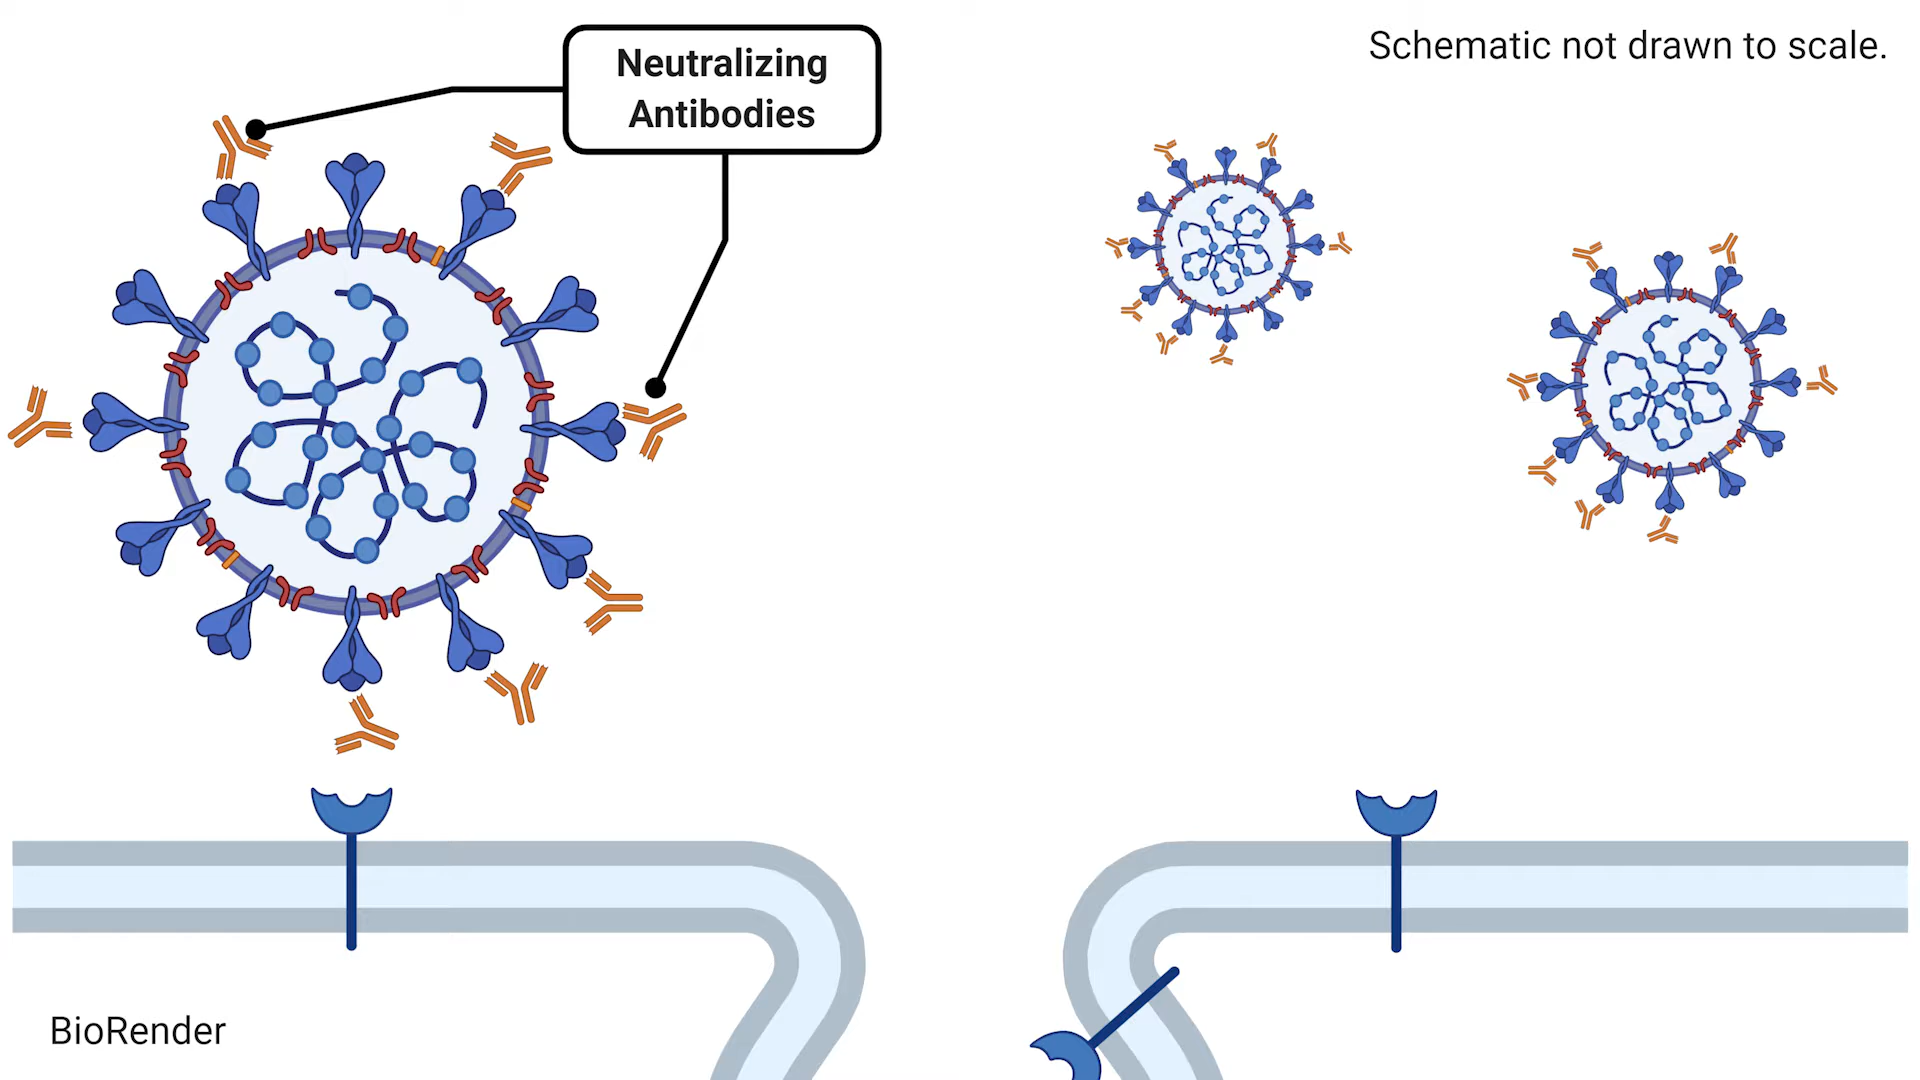 Neutralizing
Antibodies
Schematic not drawn to scale.
BioRender